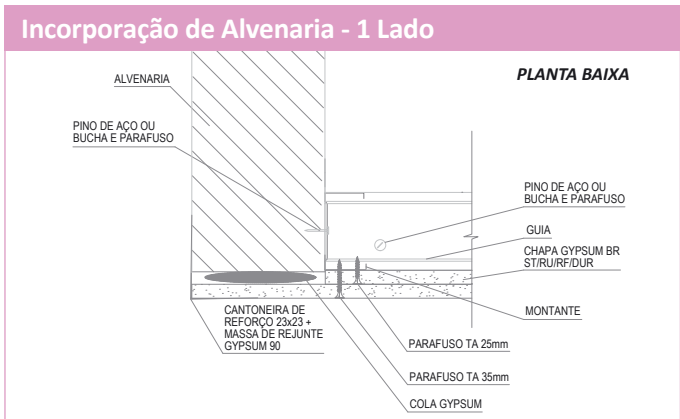 Incorporação de Alvenaria - 1 Lado
PLANTA BAIXA
ALVENARIA
PINO DE AÇO OU
BUCHA E PARAFUSO
PINO DE AÇO OU
BUCHA E PARAFUSO
GUIA
CHAPA GYPSUM BR
ST/RU/RF/DUR
MONTANTE
CANTONEIRA DE
REFORÇO 23x23 +
MASSA DE REJUNTE
GYPSUM 90
PARAFUSO TA 25mm
PARAFUSO TA 35mm
COLA GYPSUM